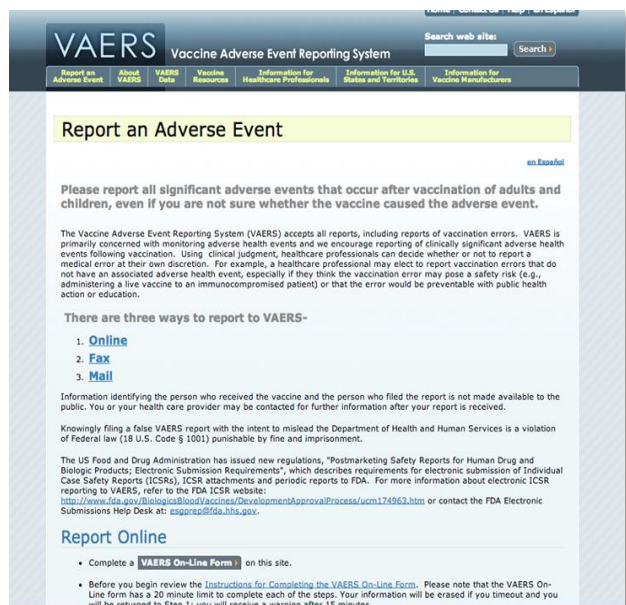 Home | Contact Us | Help | en Español
VAERS Vaccine Adverse Event Reporting System
Search web site:
Search
Report an Adverse Event
About VAERS
VAERS Data
Vaccine Resources
Information for Healthcare Professionals
Information for U.S. States and Territories
Information for Vaccine Manufacturers
Report an Adverse Event
en Español
Please report all significant adverse events that occur after vaccination of adults and
children, even if you are not sure whether the vaccine caused the adverse event.
The Vaccine Adverse Event Reporting System (VAERS) accepts all reports, including reports of vaccination errors. VAERS is
primarily concerned with monitoring adverse health events and we encourage reporting of clinically significant adverse health
events following vaccination. Using clinical judgment, healthcare professionals can decide whether or not to report a
medical error at their own discretion. For example, a healthcare professional may elect to report vaccination errors that do
not have an associated adverse health event, especially if they think the vaccination error may pose a safety risk (e.g.,
administering a live vaccine to an immunocompromised patient) or that the error would be preventable with public health
action or education.
There are three ways to report to VAERS-
1. Online
2. Fax
3. Mail
Information identifying the person who received the vaccine and the person who filed the report is not made available to the
public. You or your health care provider may be contacted for further information after your report is received.
Knowingly filing a false VAERS report with the intent to mislead the Department of Health and Human Services is a violation
of Federal law (18 U.S. Code § 1001) punishable by fine and imprisonment.
The US Food and Drug Administration has issued new regulations, "Postmarketing Safety Reports for Human Drug and
Biologic Products; Electronic Submission Requirements", which describes requirements for electronic submission of Individual
Case Safety Reports (ICSRs), ICSR attachments and periodic reports to FDA. For more information about electronic ICSR
reporting to VAERS, refer to the FDA ICSR website:
http://www.fda.gov/BiologicsBloodVaccines/DevelopmentApprovalProcess/ucm174963.htm or contact the FDA Electronic
Submissions Help Desk at: esgprep@fda.hhs.gov.
Report Online
• Complete a VAERS On-Line Form on this site.
• Before you begin review the Instructions for Completing the VAERS On-Line Form. Please note that the VAERS On-
Line form has a 20 minute limit to complete each of the steps. Your information will be erased if you timeout and you
will be returned to Step 1; you will receive a warning after 15 minutes.